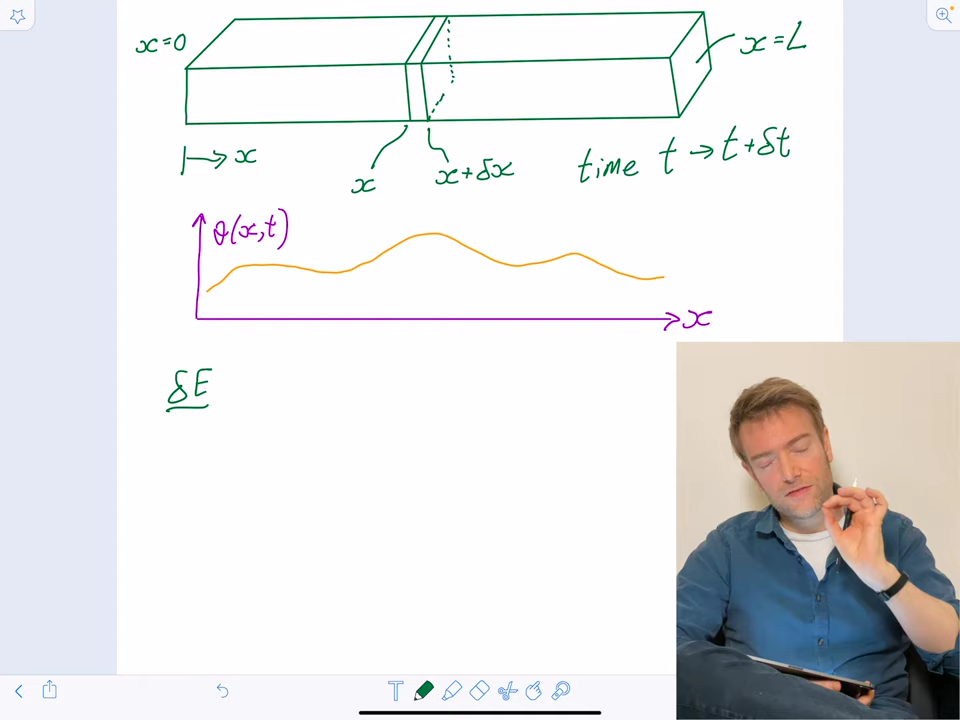 x=0
x=L
x
x
x+δx
time t→t+δt
θ(x,t)
x
δE
T